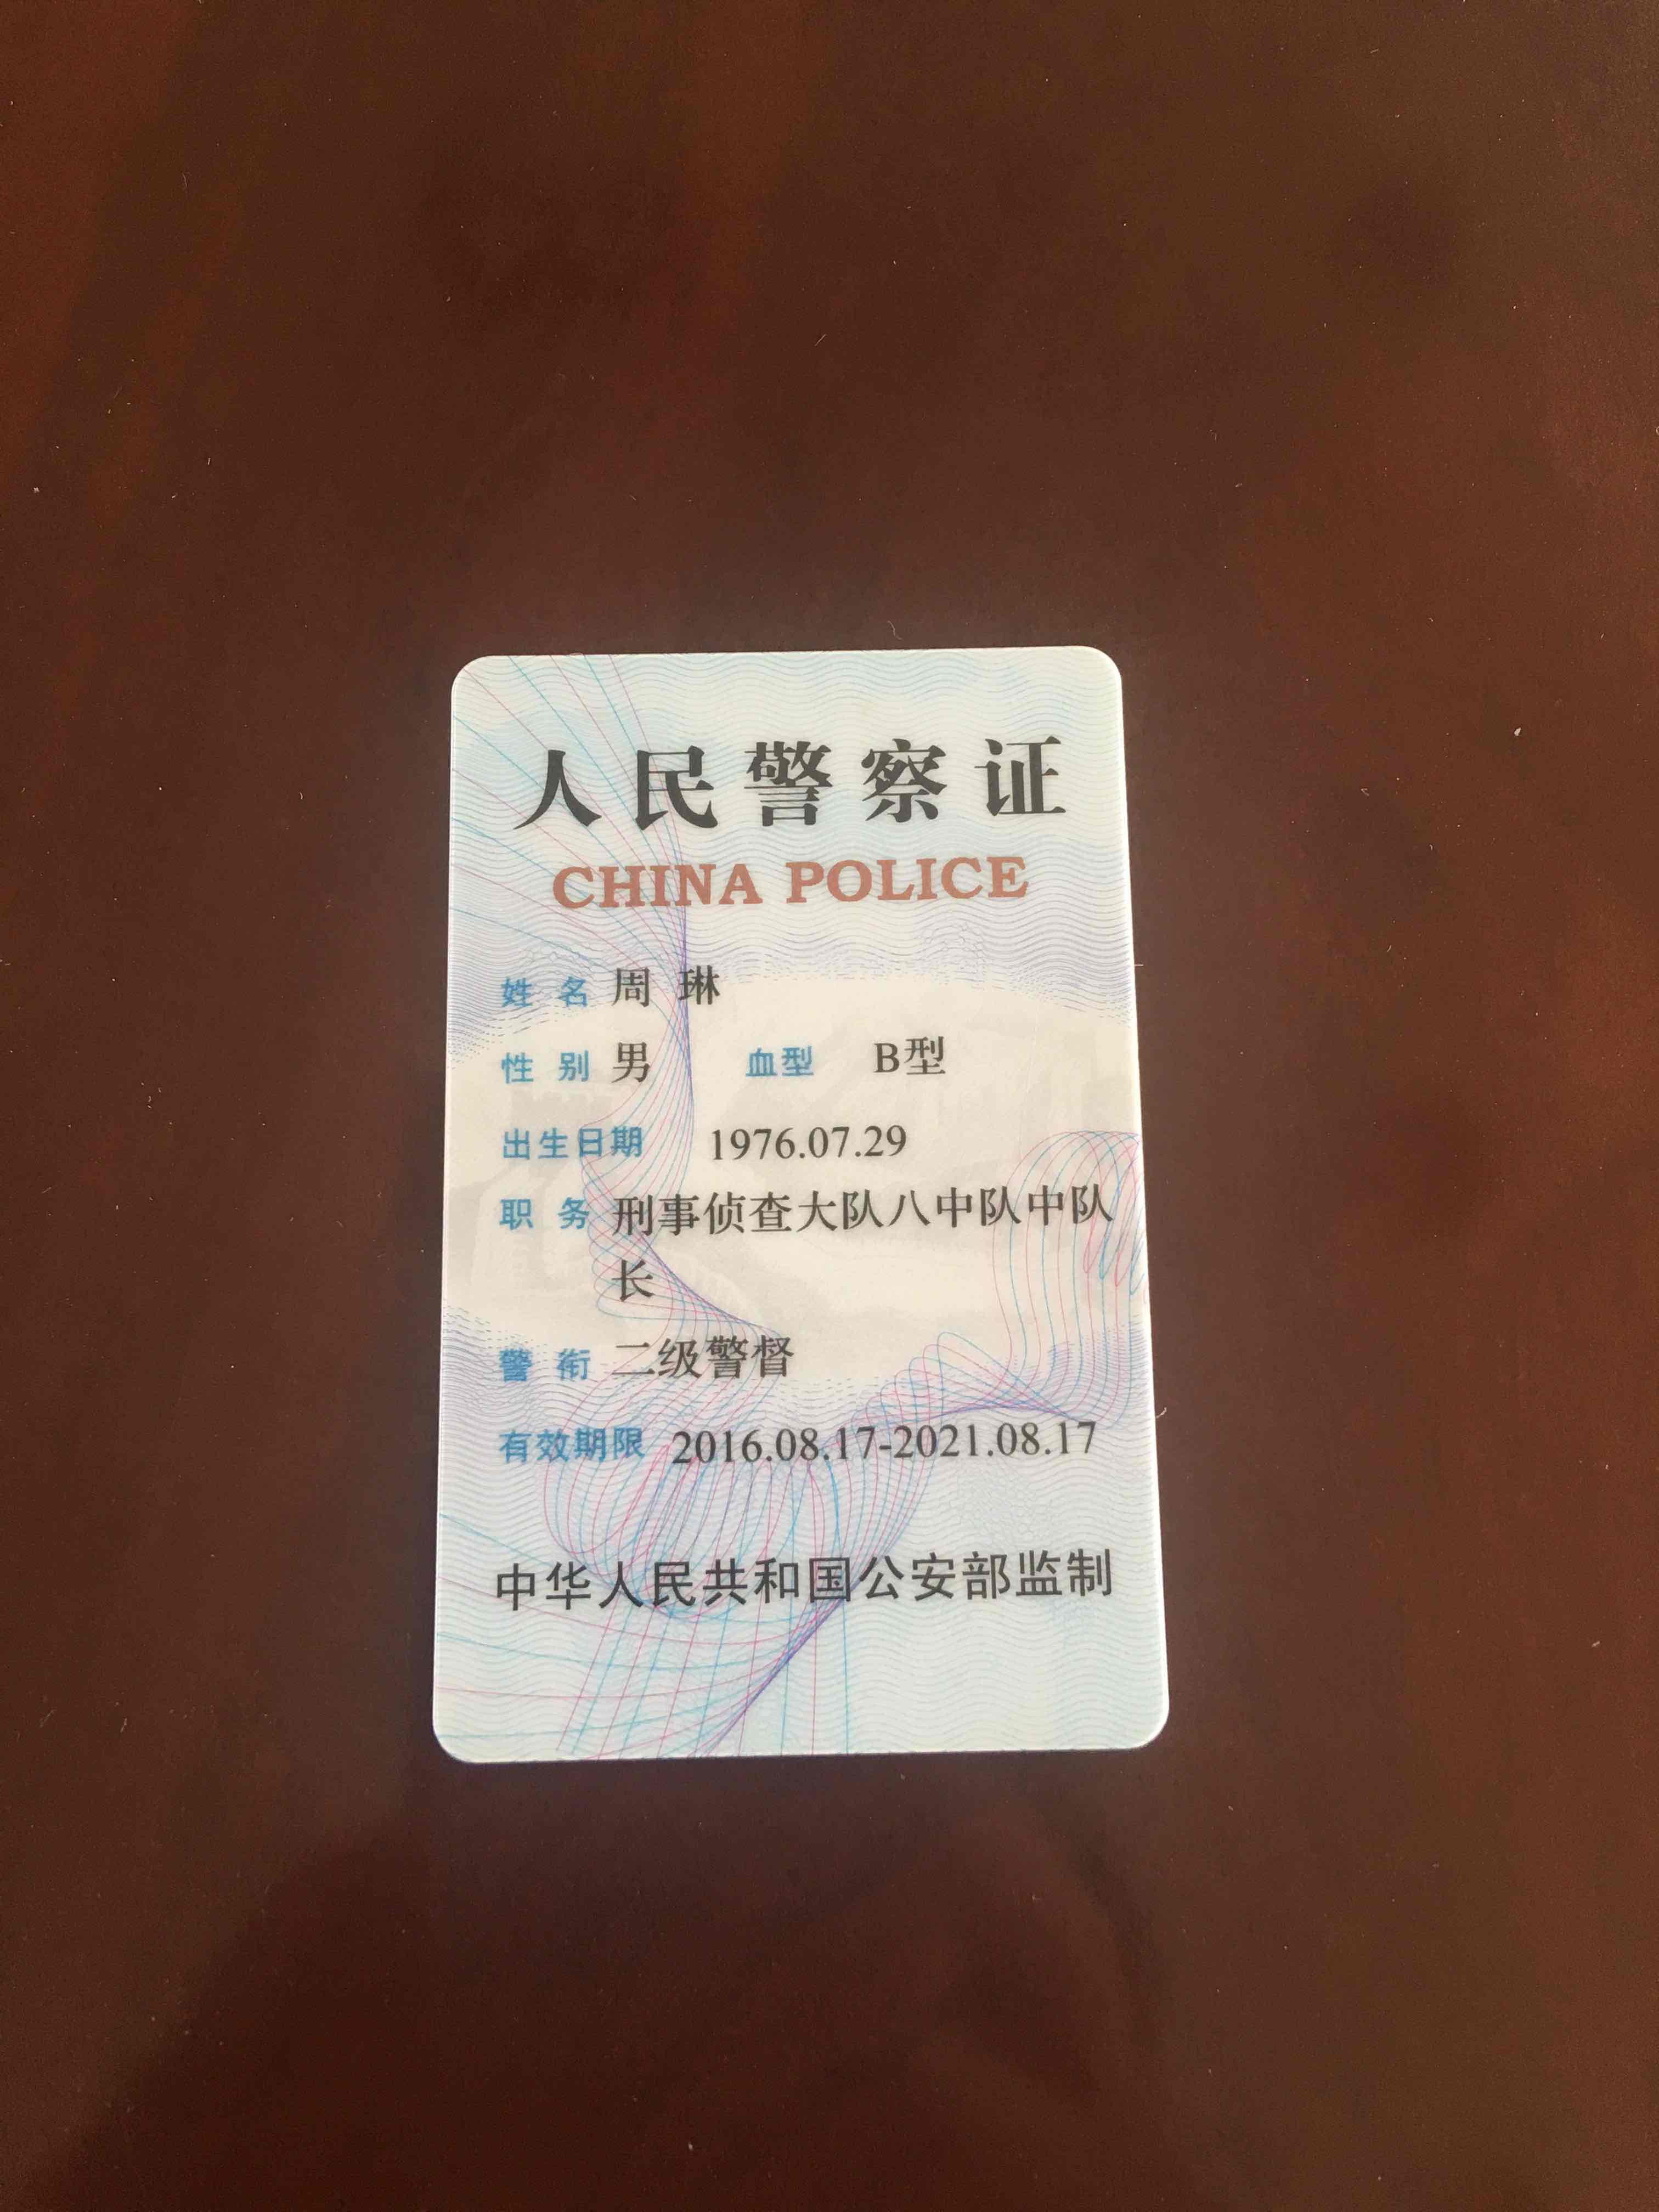 人民警察证
CHINA POLICE
姓 名 周 琳
性 别 男 血型 B型
出生日期 1976.07.29
职 务 刑事侦查大队八中队中队
长
警 衔 二级警督
有效期限 2016.08.17-2021.08.17
中华人民共和国公安部监制